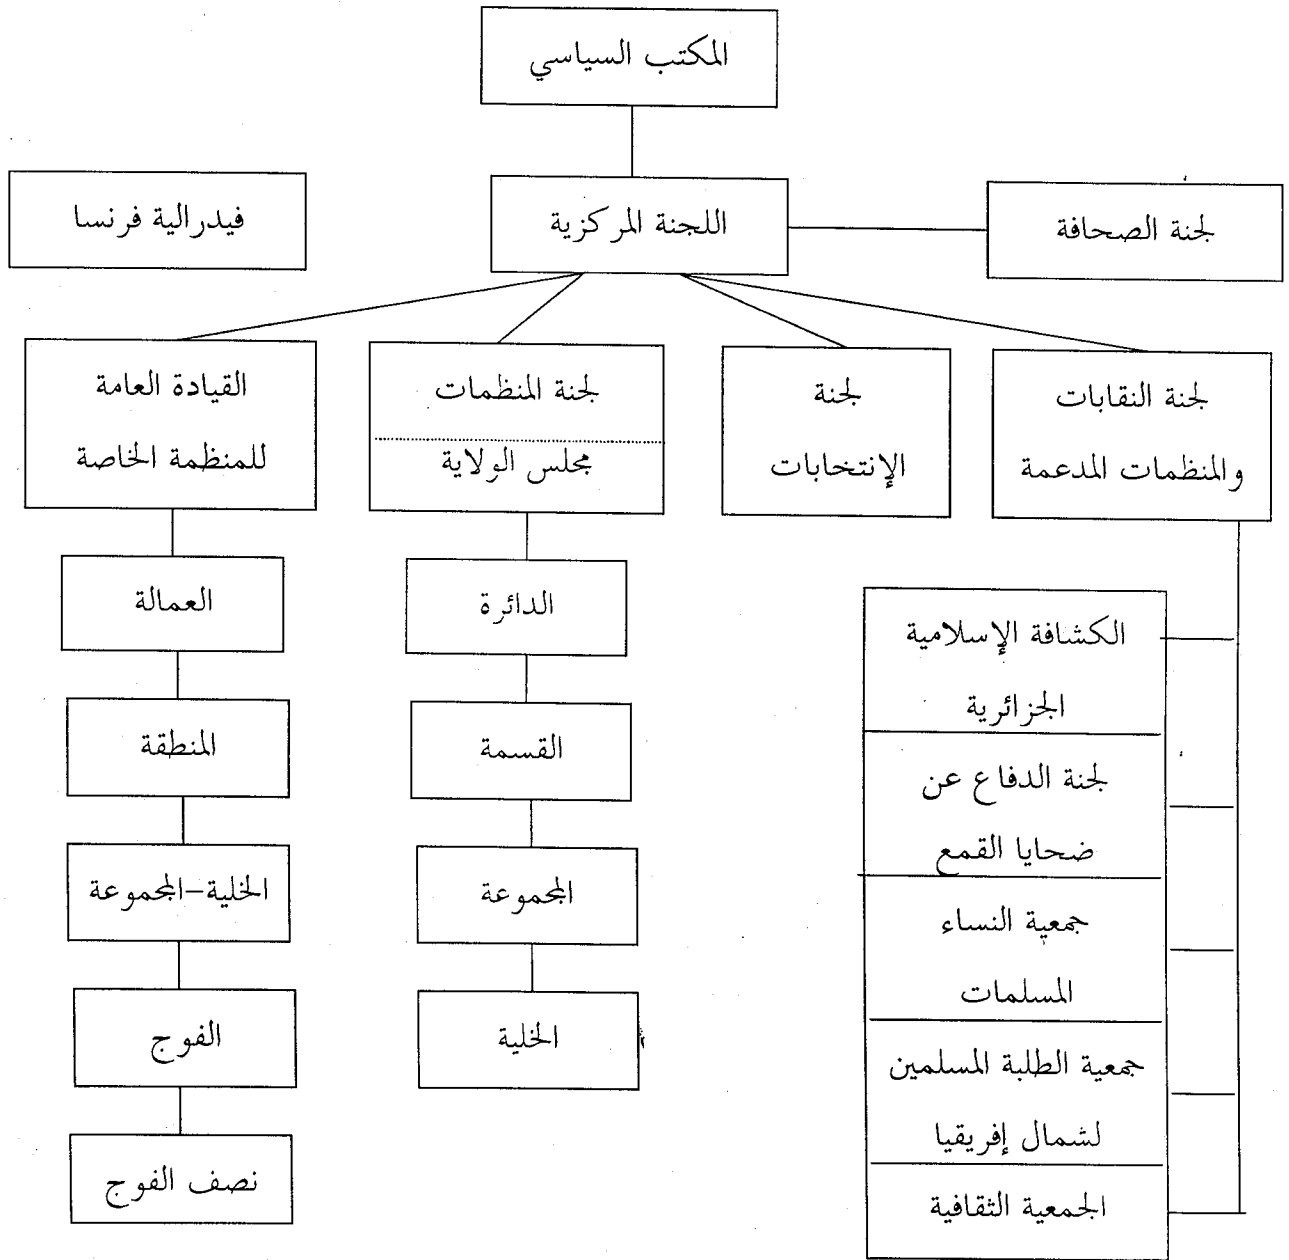 المكتب السياسي
لجنة الصحافة
اللجنة المركزية
فيدرالية فرنسا
لجنة النقابات
والمنظمات المدعمة
لجنة
الإنتخابات
لجنة المنظمات
مجلس الولاية
القيادة العامة
للمنظمة الخاصة
الكشافة الإسلامية
الجزائرية
لجنة الدفاع عن
ضحايا القمع
جمعية النساء
المسلمات
جمعية الطلبة المسلمين
لشمال إفريقيا
الجمعية الثقافية
الدائرة
القسمة
المجموعة
الخلية
العمالة
المنطقة
الخلية-المجموعة
الفوج
نصف الفوج